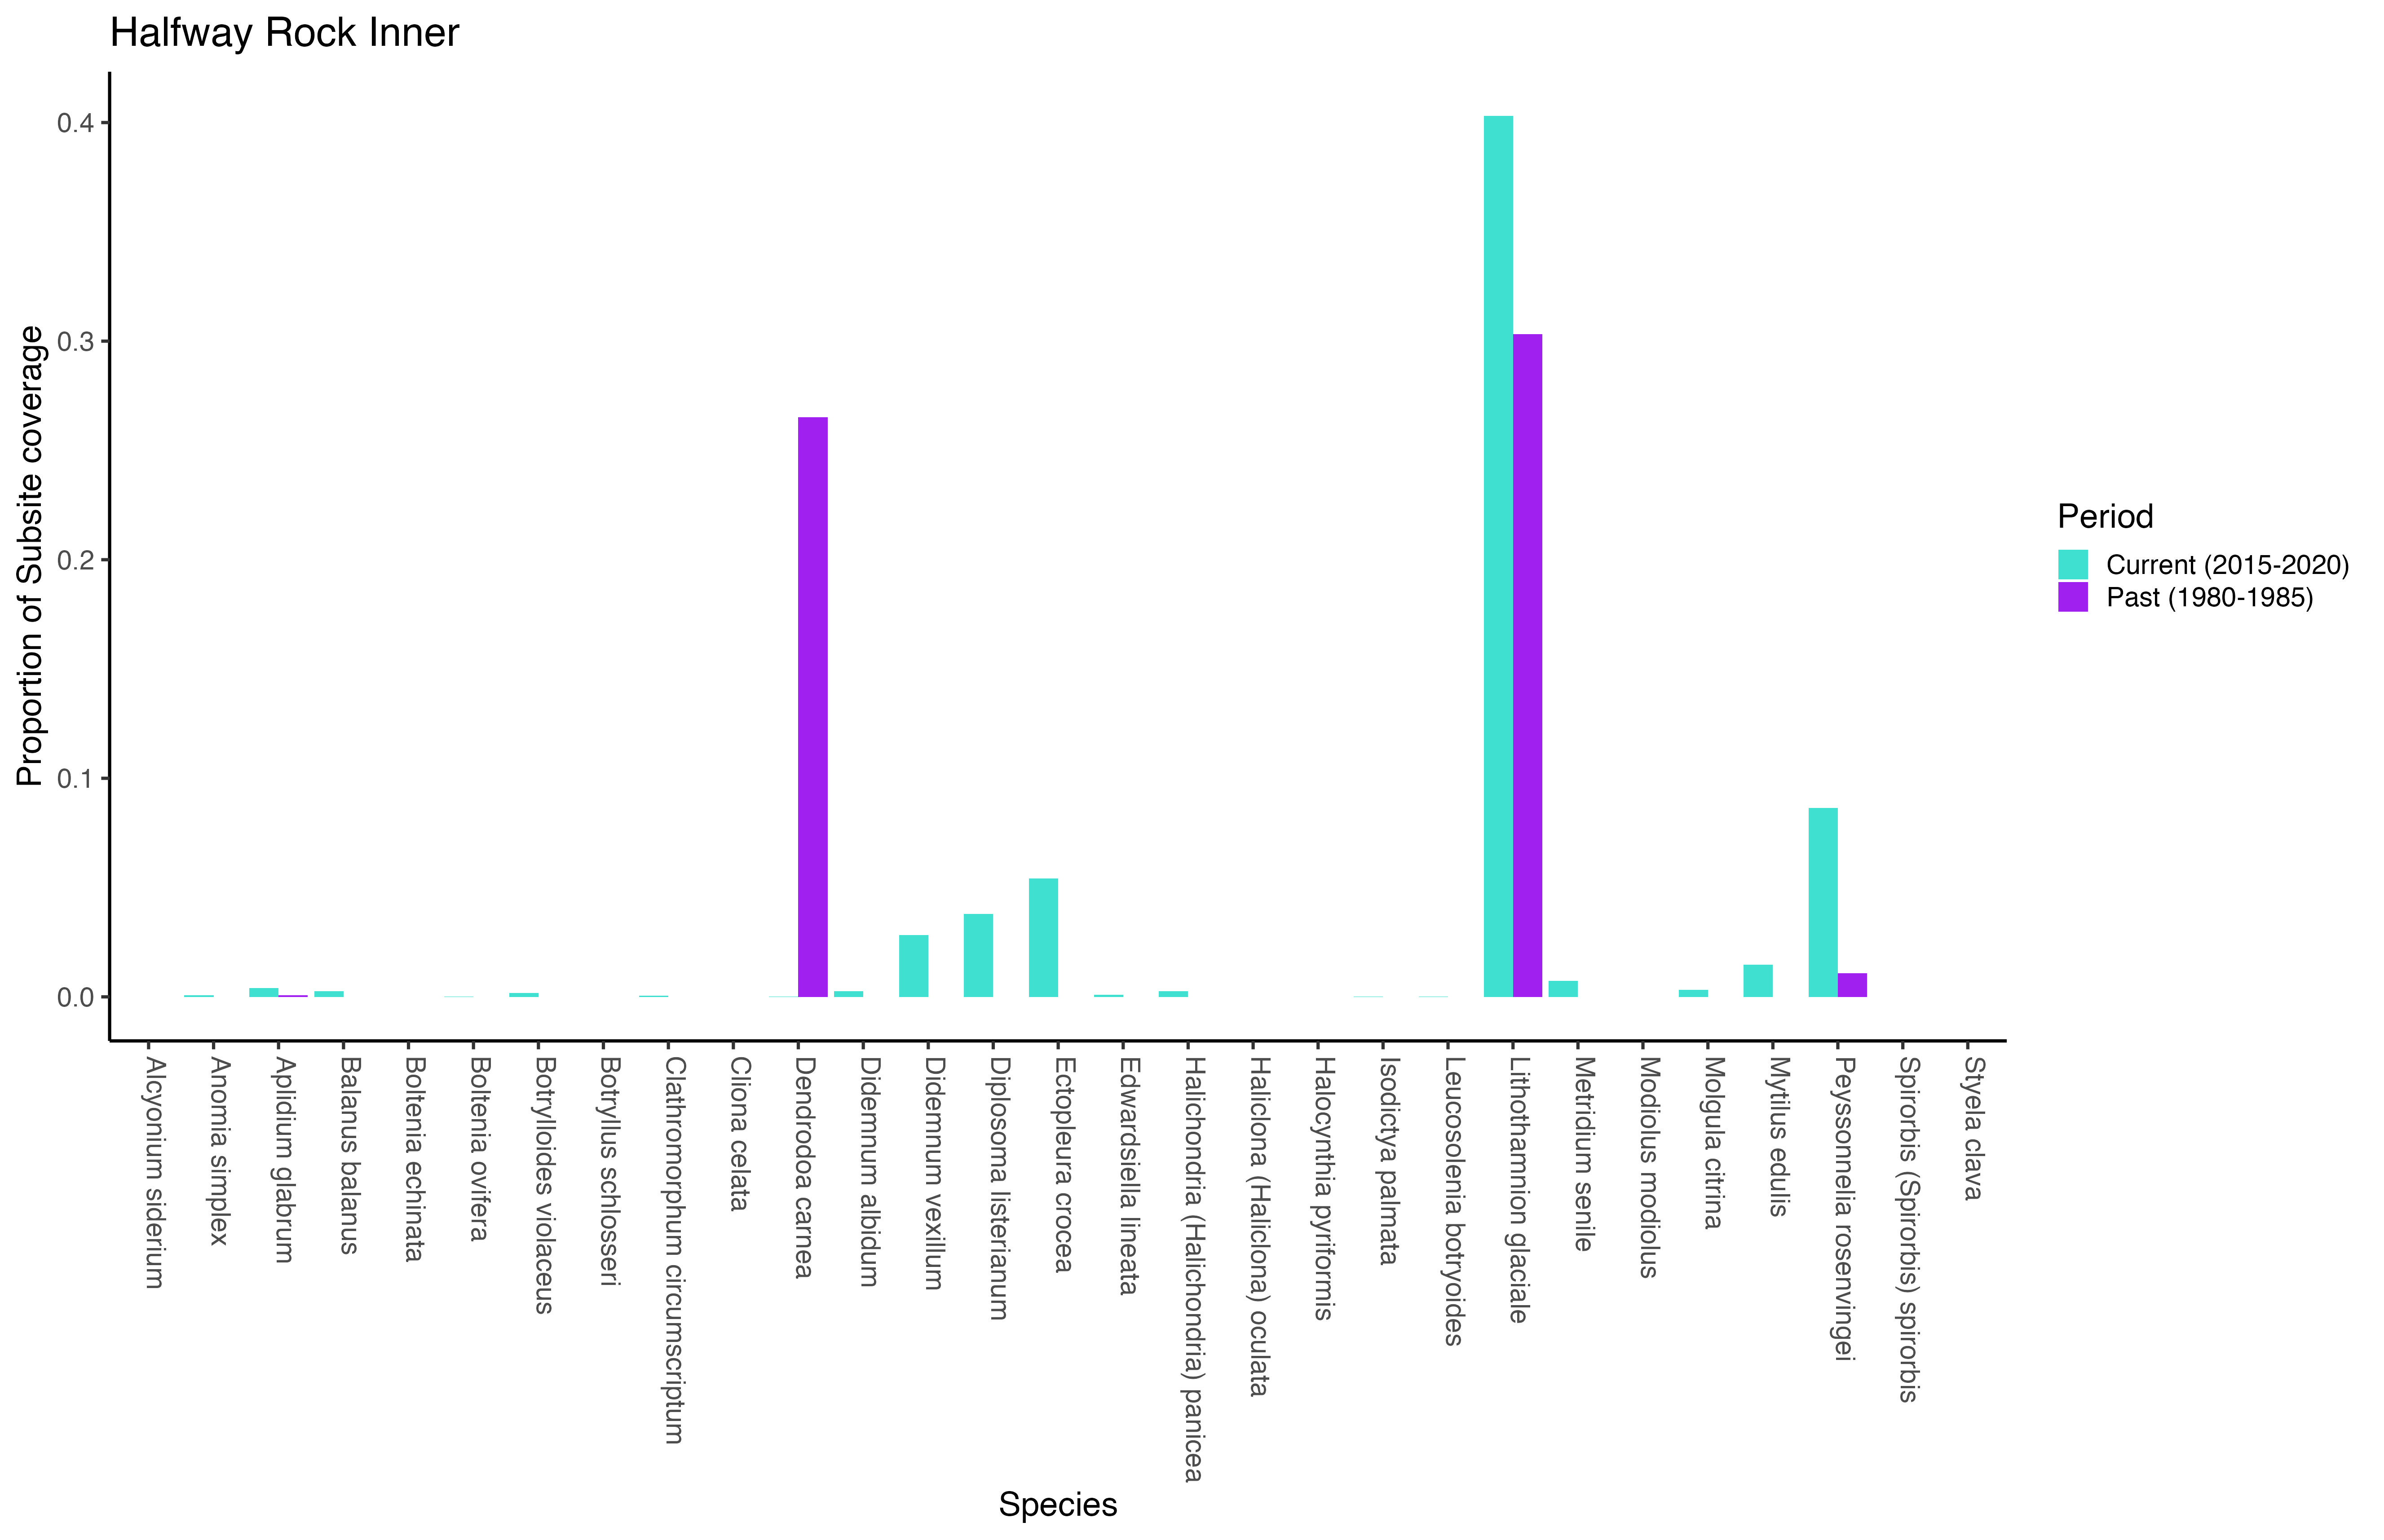 Halfway Rock Inner
Proportion of Subsite coverage
0.4
0.3
0.2
0.1
0.0
Alcyonium siderium
Anomia simplex
Aplidium glabrum
Balanus balanus
Boltenia echinata
Boltenia ovifera
Botrylloides violaceus
Botryllus schlosseri
Clathromorphum circumscriptum
Cliona celata
Dendrodoa carnea
Didemnum albidum
Didemnum vexillum
Diplosoma listerianum
Ectopleura crocea
Edwardsiella lineata
Halichondria (Halichondria) panicea
Haliclona (Haliclona) oculata
Halocynthia pyriformis
Isodictya palmata
Leucosolenia botryoides
Lithothamnion glaciale
Metridium senile
Modiolus modiolus
Molgula citrina
Mytilus edulis
Peyssonnelia rosenvingei
Spirorbis (Spirorbis) spirorbis
Styela clava
Species
Period
Current (2015-2020)
Past (1980-1985)